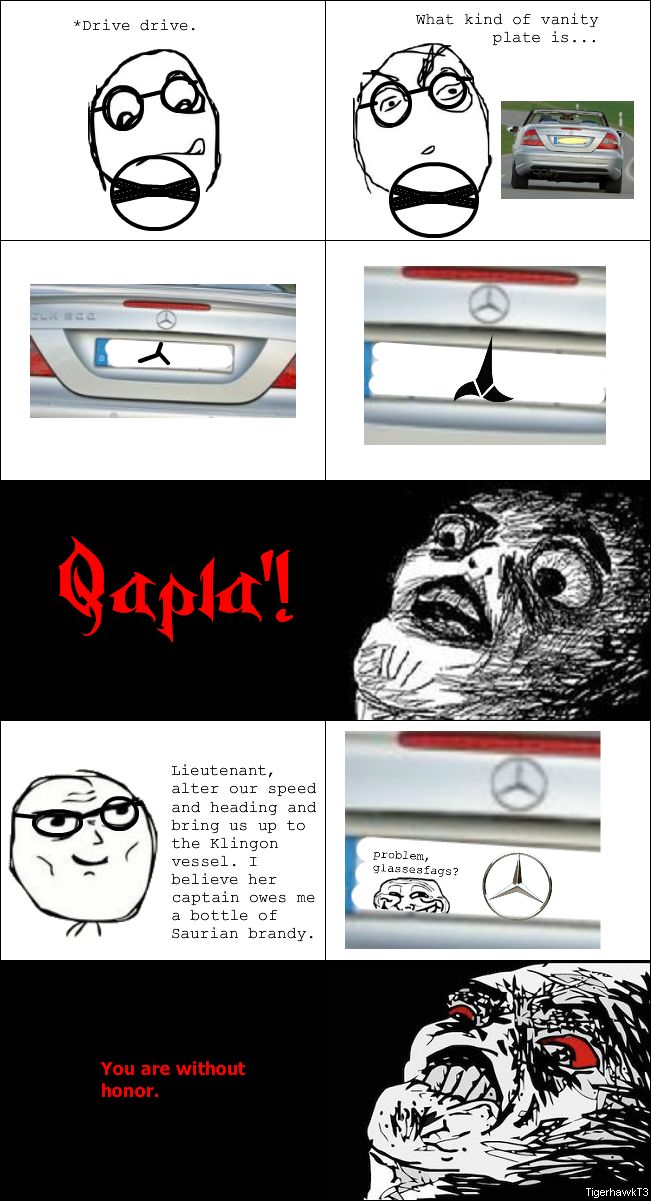 *Drive drive.
What kind of vanity
plate is...
CLK 500
Qapla'!
Lieutenant,
alter our speed
and heading and
bring us up to
the Klingon
vessel. I
believe her
captain owes me
a bottle of
Saurian brandy.
problem,
glassesfags?
You are without
honor.
TigerhawkT3